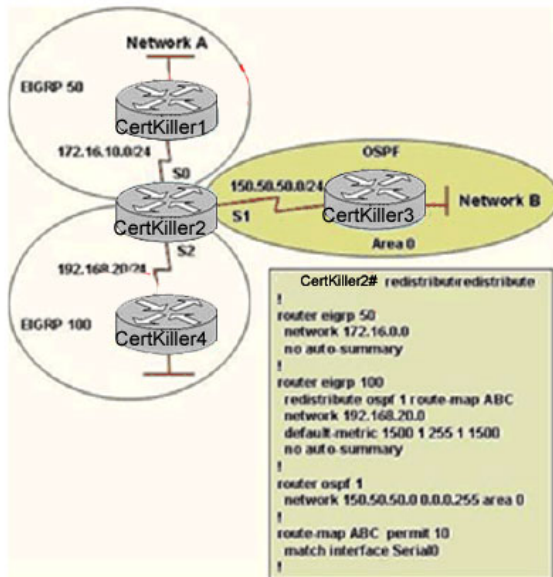 Network A
EIGRP 50
CertKiller1
172.16.10.0/24
S0
OSPF
150.50.50.0/24
CertKiller2
S1
CertKiller3
Network B
S2
Area 0
192.168.20/24
EIGRP 100
CertKiller4
CertKiller2# redistributredistribute
!
router eigrp 50
network 172.16.0.0
no auto-summary
!
router eigrp 100
redistribute ospf 1 route-map ABC
network 192.168.20.0
default-metric 1500 1 255 1 1500
no auto-summary
!
router ospf 1
network 150.50.50.0 0.0.0.255 area 0
!
route-map ABC permit 10
match interface Serial0
!